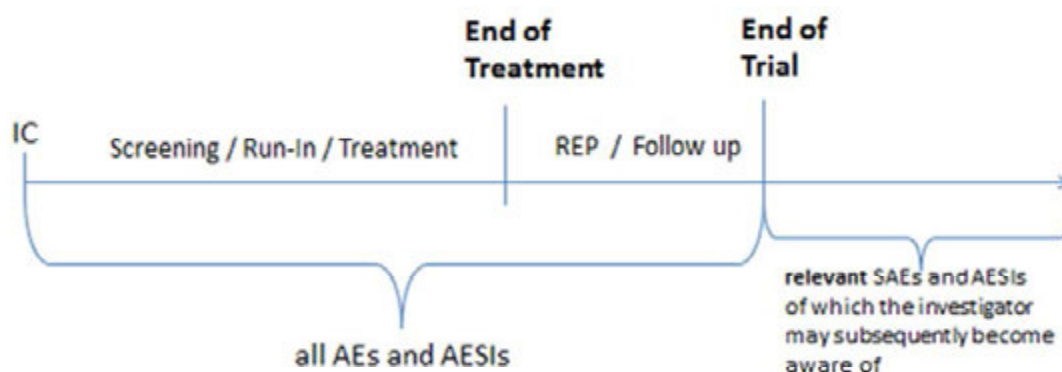 End of
Treatment
End of
Trial
IC
Screening / Run-In / Treatment
REP / Follow up
all AEs and AESIs
relevant SAEs and AESIs
of which the investigator
may subsequently become
aware of